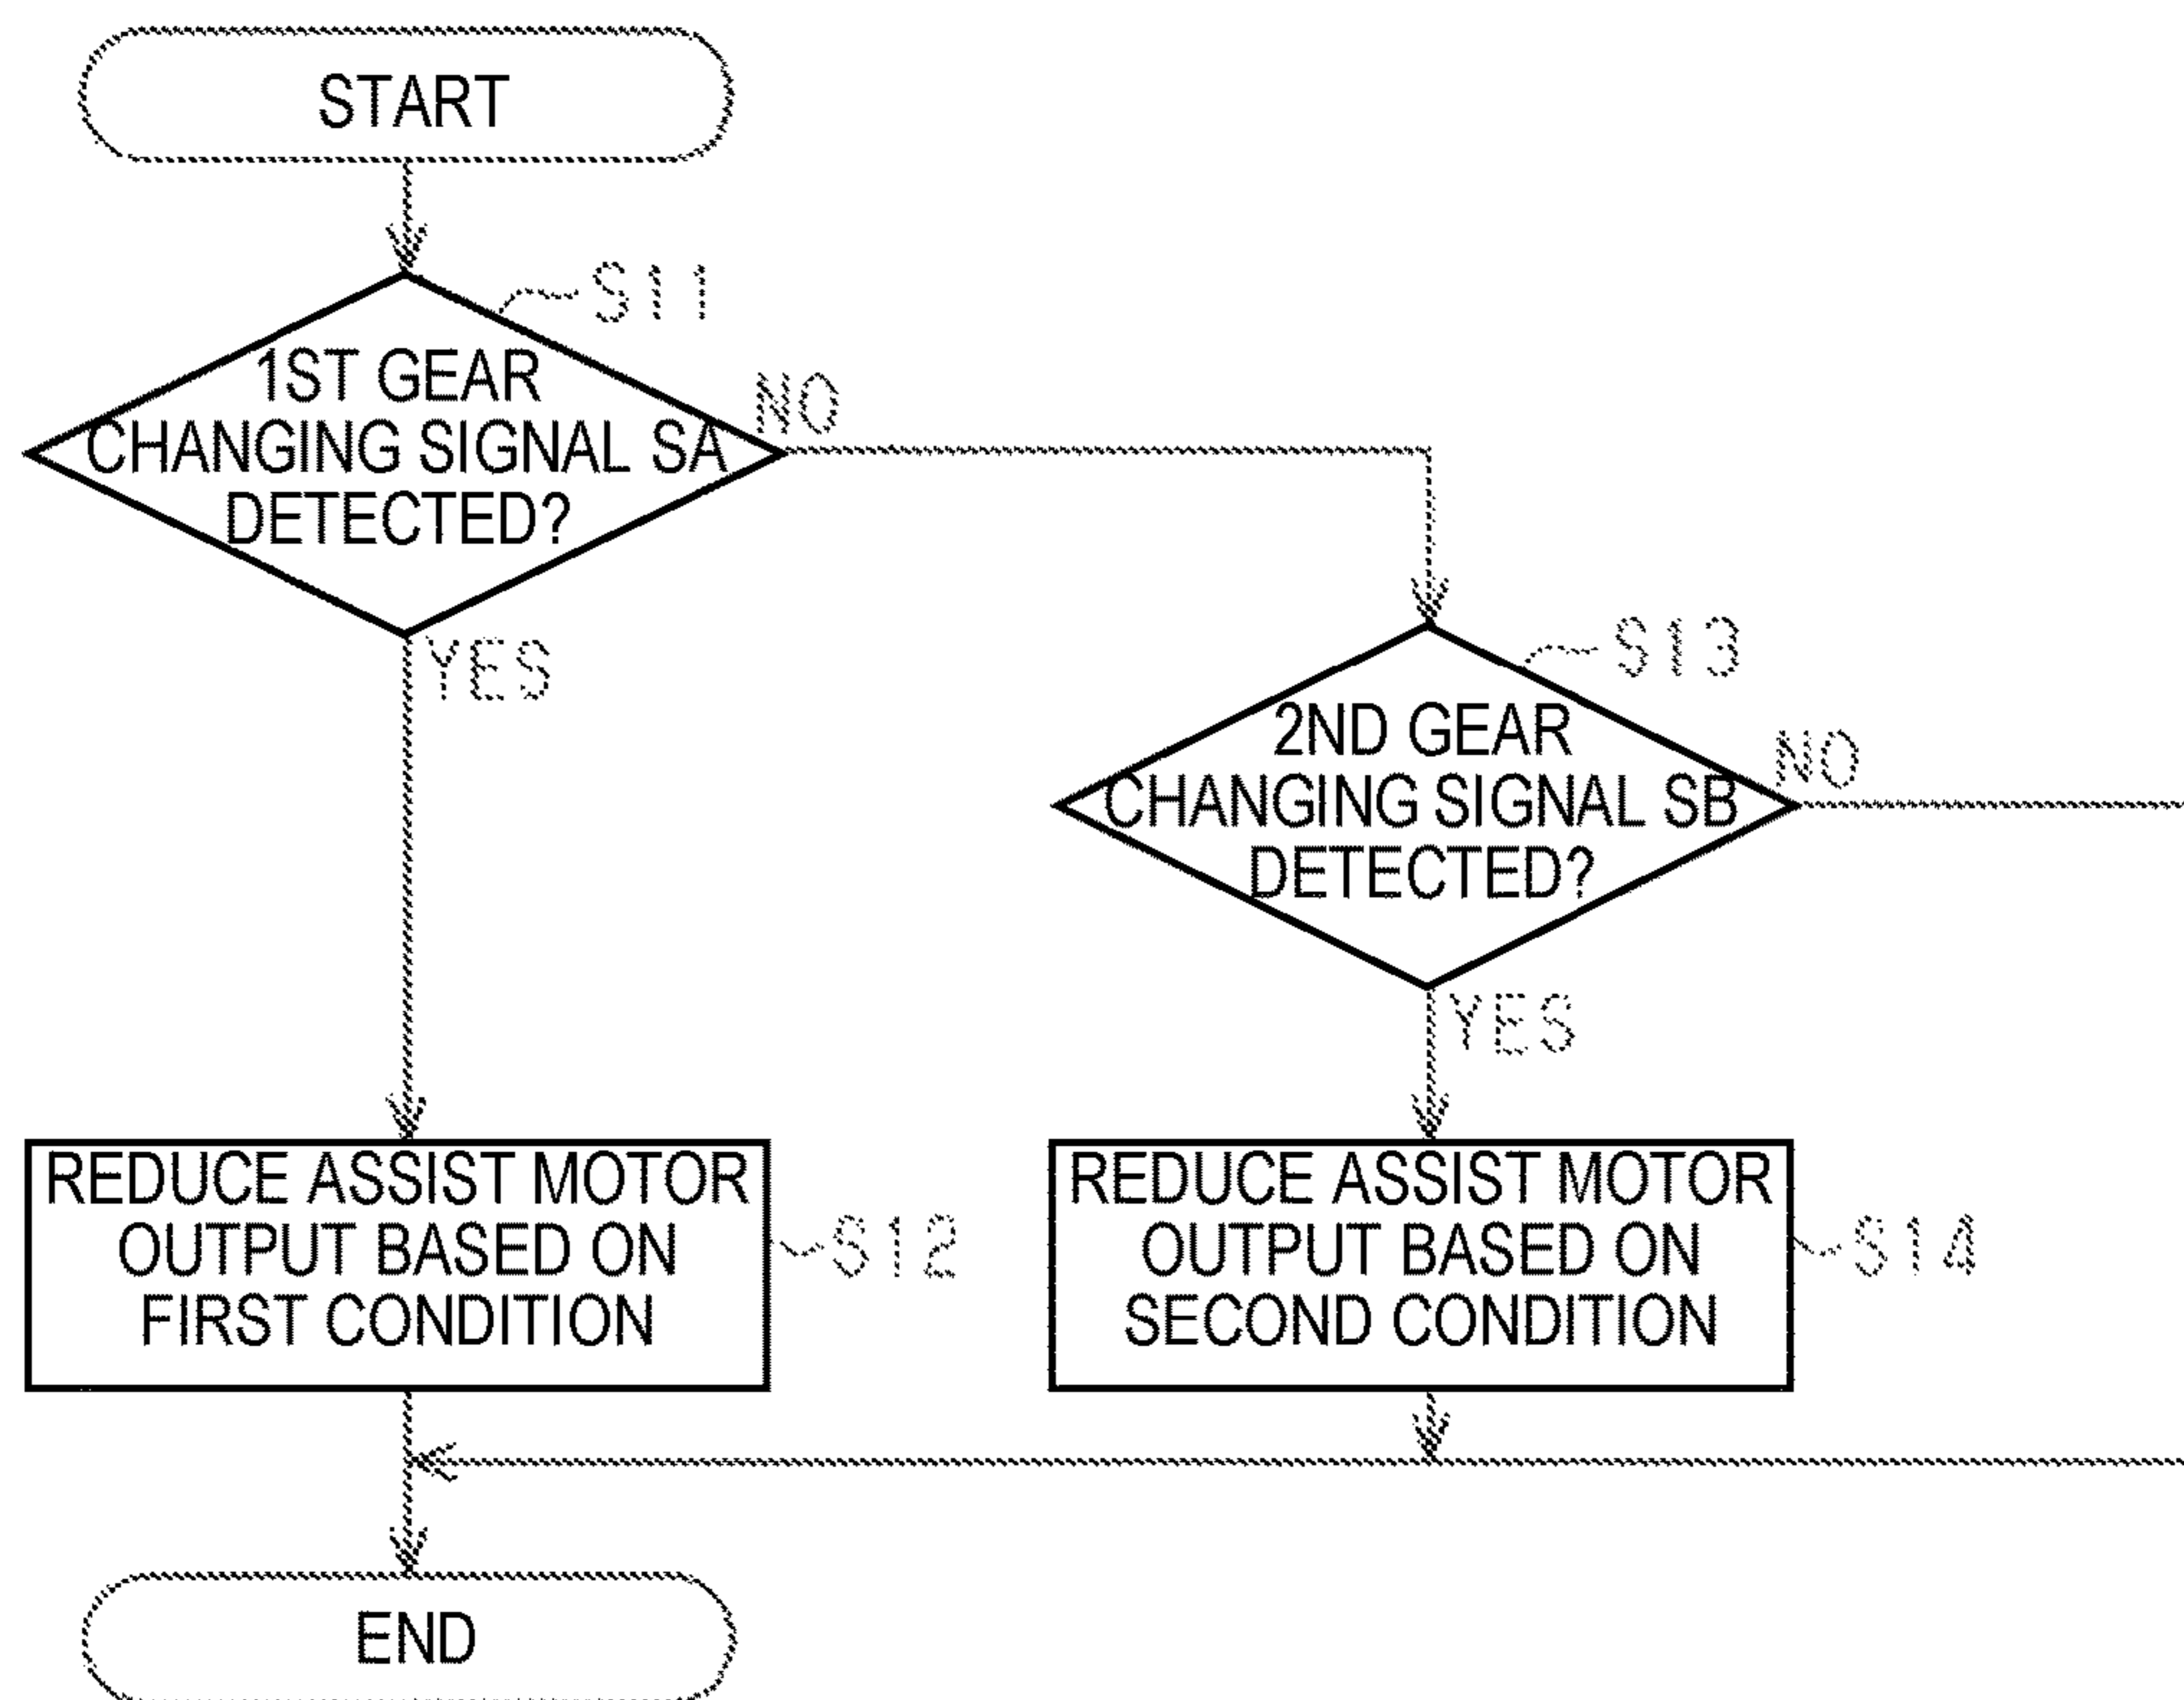 START
S11
1ST GEAR
CHANGING SIGNAL SA
DETECTED?
NO
YES
S13
2ND GEAR
CHANGING SIGNAL SB
DETECTED?
NO
YES
REDUCE ASSIST MOTOR
OUTPUT BASED ON
FIRST CONDITION
S12
REDUCE ASSIST MOTOR
OUTPUT BASED ON
SECOND CONDITION
S14
END